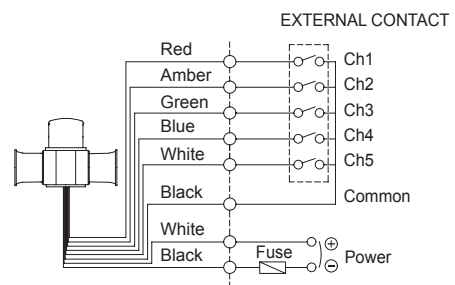 EXTERNAL CONTACT
Red
Ch1
Amber
Ch2
Green
Ch3
Blue
Ch4
White
Ch5
Black
Common
White
⊕
Black
Fuse
Power
⊖